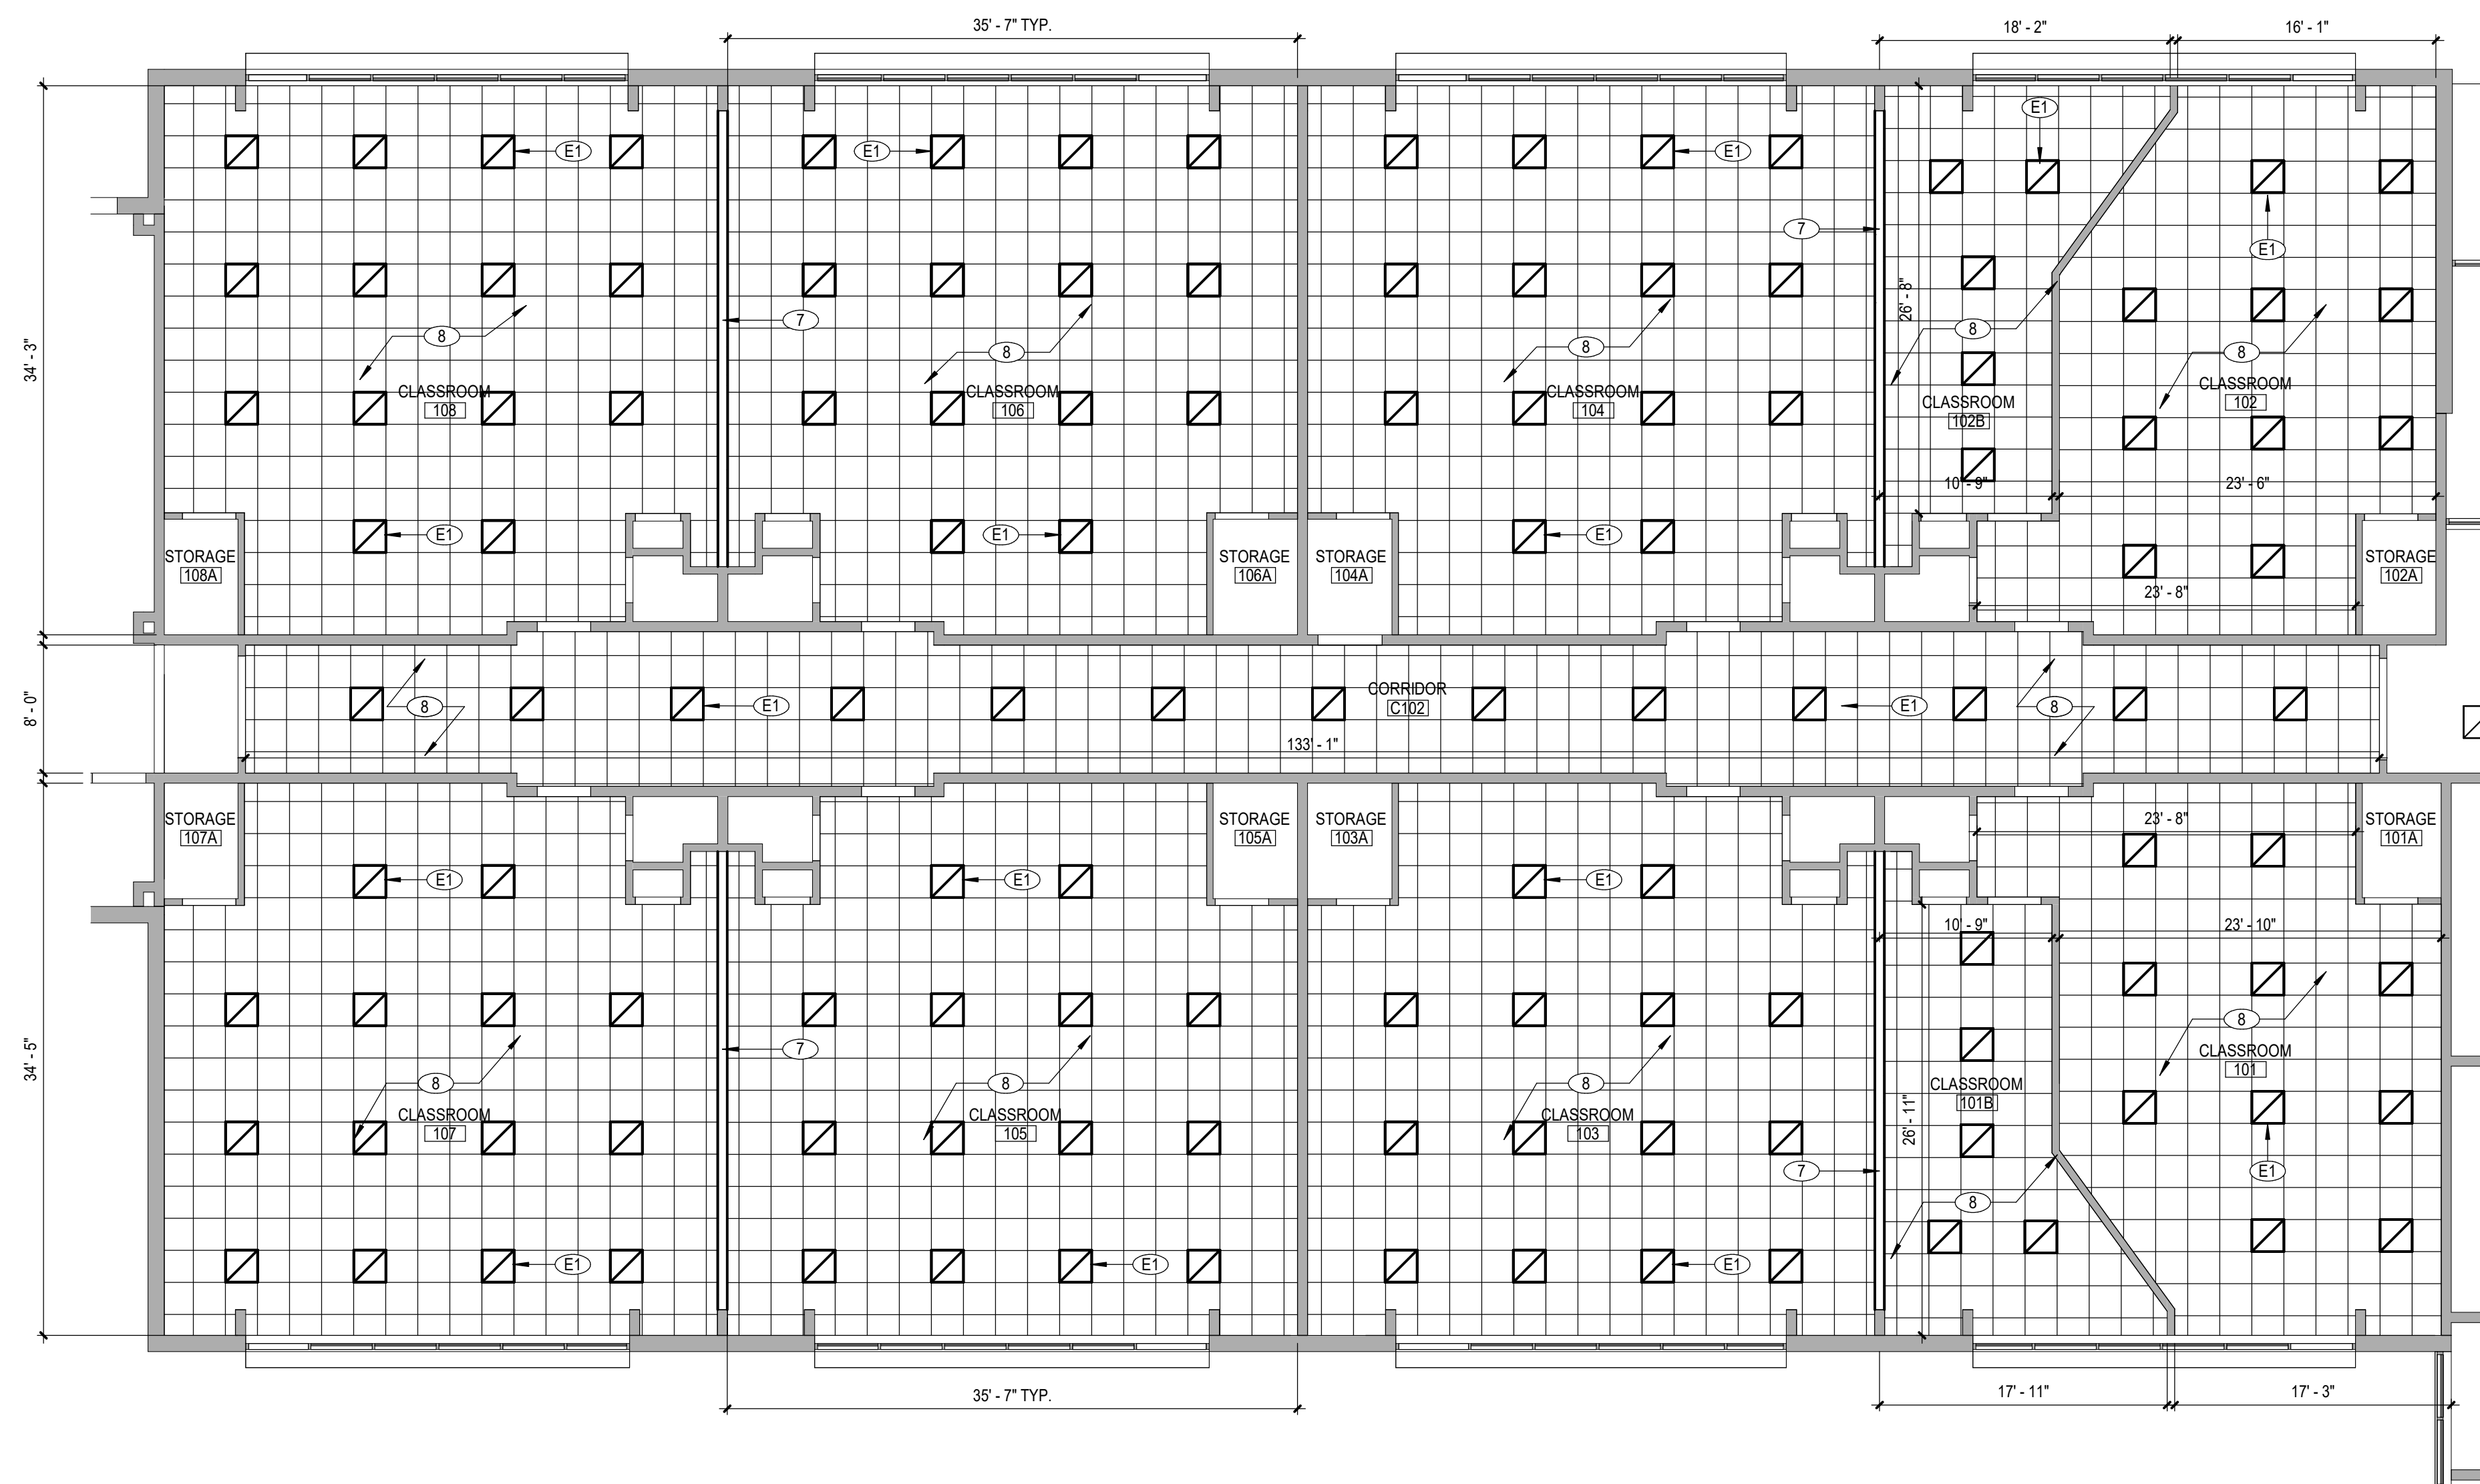 35' - 7" TYP.
18' - 2"
16' - 1"
E1
E1
E1
E1
E1
7
26' - 8"
7
8
8
8
8
8
34' - 3"
CLASSROOM
108
CLASSROOM
106
CLASSROOM
104
CLASSROOM
102B
CLASSROOM
102
10' - 9"
23' - 6"
E1
E1
E1
STORAGE
108A
STORAGE
106A
STORAGE
104A
STORAGE
102A
23' - 8"
8' - 0"
8
E1
CORRIDOR
C102
E1
8
133' - 1"
STORAGE
107A
STORAGE
105A
STORAGE
103A
23' - 8"
STORAGE
101A
E1
E1
E1
10' - 9"
23' - 10"
34' - 5"
7
8
8
8
8
CLASSROOM
107
CLASSROOM
105
CLASSROOM
103
CLASSROOM
101B
CLASSROOM
101
26' - 11"
7
E1
8
E1
E1
E1
35' - 7" TYP.
17' - 11"
17' - 3"